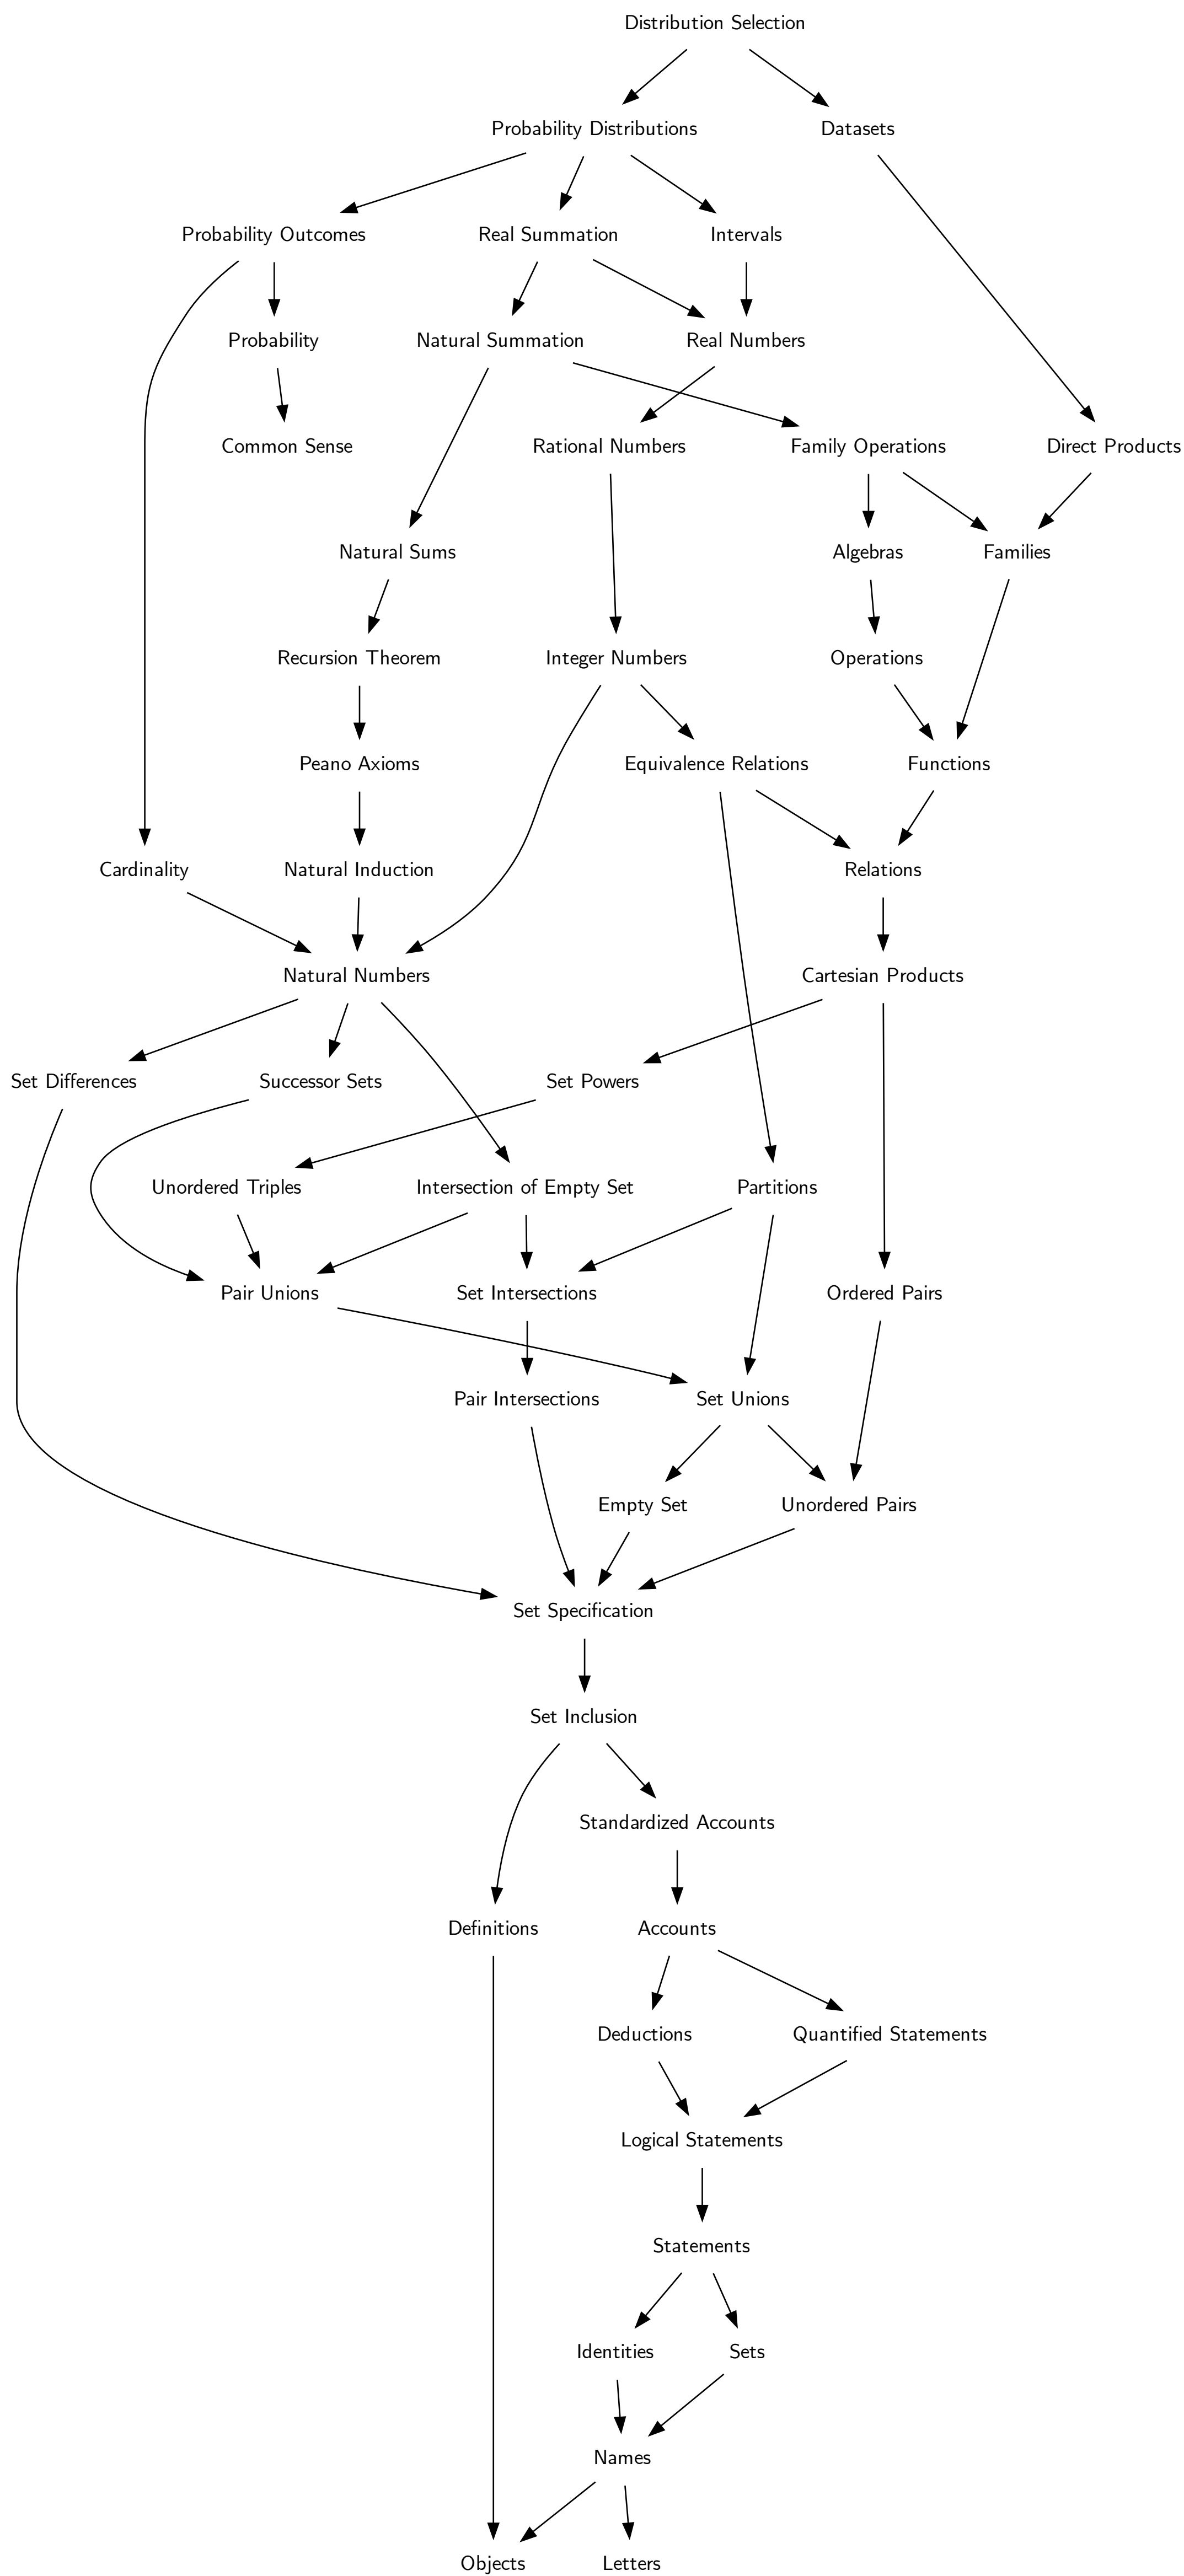 Distribution Selection
Probability Distributions
Datasets
Probability Outcomes
Real Summation
Intervals
Probability
Natural Summation
Real Numbers
Common Sense
Rational Numbers
Family Operations
Direct Products
Natural Sums
Algebras
Families
Recursion Theorem
Integer Numbers
Operations
Peano Axioms
Equivalence Relations
Functions
Cardinality
Natural Induction
Relations
Natural Numbers
Cartesian Products
Set Differences
Successor Sets
Set Powers
Unordered Triples
Intersection of Empty Set
Partitions
Pair Unions
Set Intersections
Ordered Pairs
Pair Intersections
Set Unions
Empty Set
Unordered Pairs
Set Specification
Set Inclusion
Standardized Accounts
Definitions
Accounts
Deductions
Quantified Statements
Logical Statements
Statements
Identities
Sets
Names
Objects
Letters